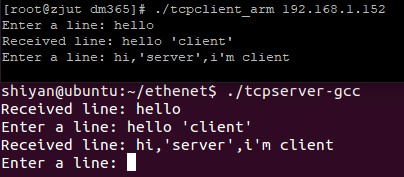 [root@zjut dm365]# ./tcpclient_arm 192.168.1.152
Enter a line: hello
Received line: hello 'client'
Enter a line: hi,'server',i'm client
shiyan@ubuntu:~/ethenet$ ./tcpserver-gcc
Received line: hello
Enter a line: hello 'client'
Received line: hi,'server',i'm client
Enter a line: